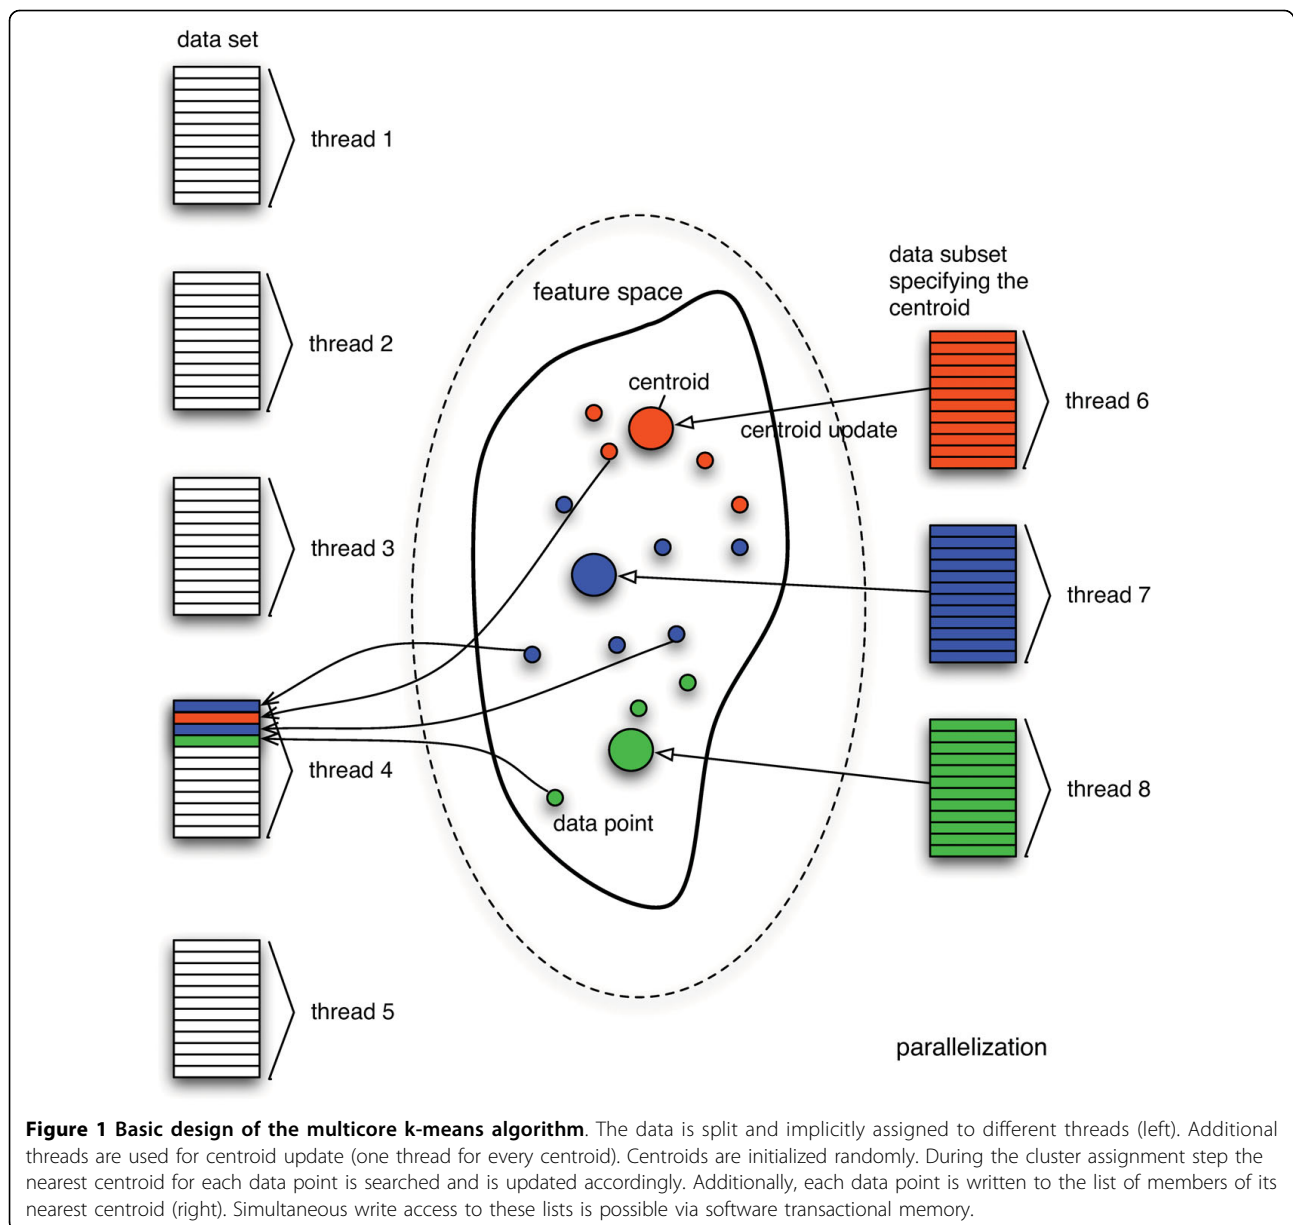 data set
thread 1
thread 2
thread 3
thread 4
thread 5
feature space
centroid
centroid update
data point
data subset
specifying the
centroid
thread 6
thread 7
thread 8
parallelization
Figure 1 Basic design of the multicore k-means algorithm. The data is split and implicitly assigned to different threads (left). Additional
threads are used for centroid update (one thread for every centroid). Centroids are initialized randomly. During the cluster assignment step the
nearest centroid for each data point is searched and is updated accordingly. Additionally, each data point is written to the list of members of its
nearest centroid (right). Simultaneous write access to these lists is possible via software transactional memory.